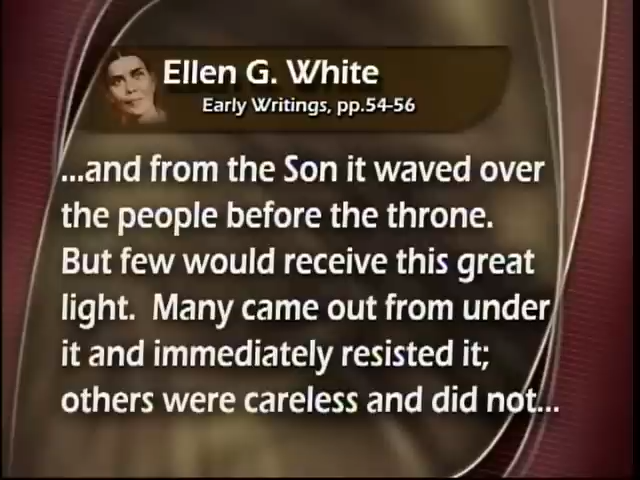 Ellen G. White
Early Writings, pp.54-56
...and from the Son it waved over
the people before the throne.
But few would receive this great
light.  Many came out from under
it and immediately resisted it;
others were careless and did not...